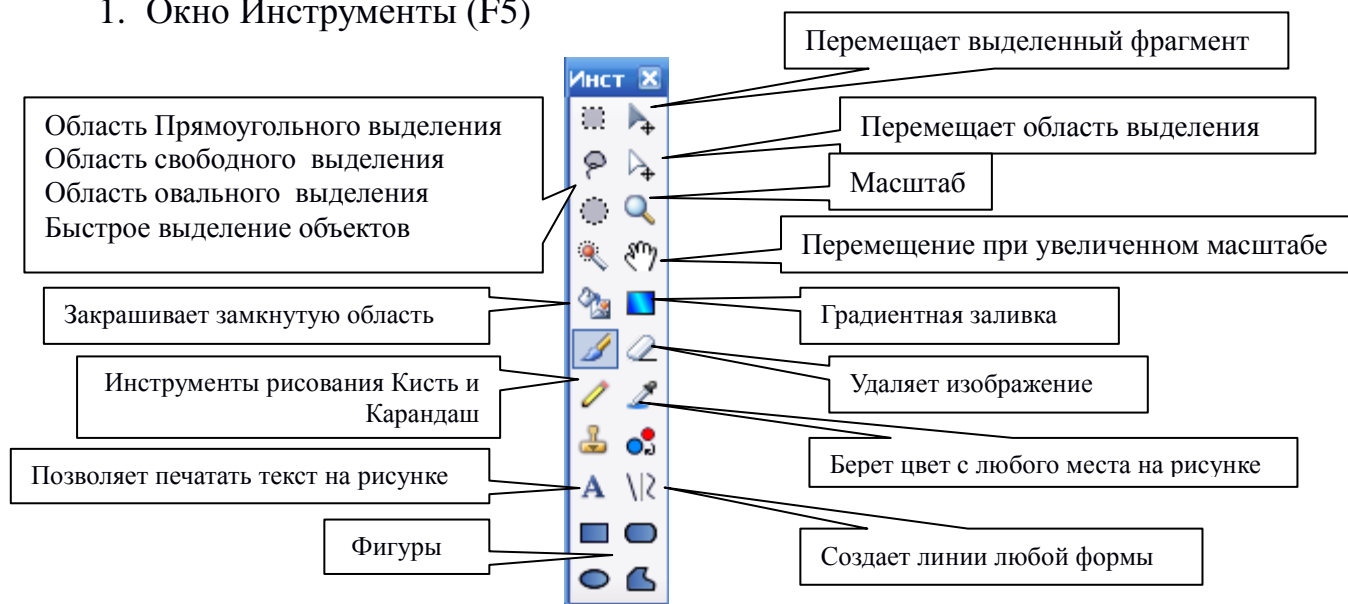 1. Окно Инструменты (F5)
Перемещает выделенный фрагмент
Инст
Область Прямоугольного выделения
Область свободного выделения
Область овального выделения
Быстрое выделение объектов
Перемещает область выделения
Масштаб
Перемещение при увеличенном масштабе
Закрашивает замкнутую область
Градиентная заливка
Инструменты рисования Кисть и
Карандаш
Удаляет изображение
Позволяет печатать текст на рисунке
Берет цвет с любого места на рисунке
A
Фигуры
Создает линии любой формы